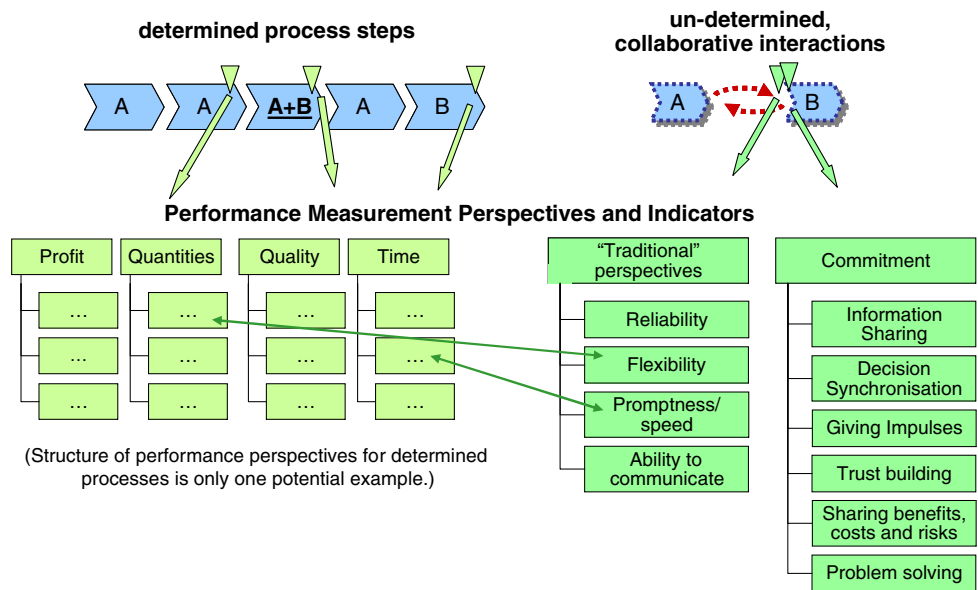 determined process steps
un-determined,
collaborative interactions
A
A
A+B
A
B
A
B
Performance Measurement Perspectives and Indicators
Profit
Quantities
Quality
Time
…
…
…
…
…
…
…
…
…
…
…
…
(Structure of performance perspectives for determined
processes is only one potential example.)
“Traditional”
perspectives
Reliability
Flexibility
Promptness/
speed
Ability to
communicate
Commitment
Information
Sharing
Decision
Synchronisation
Giving Impulses
Trust building
Sharing benefits,
costs and risks
Problem solving